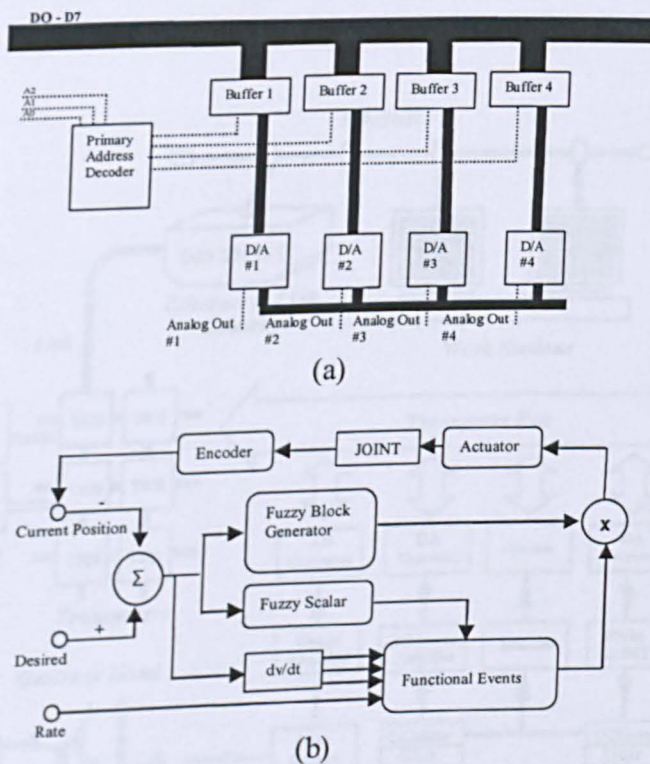 DO - D7
A2
A1
A0
Primary
Address
Decoder
Buffer 1
Buffer 2
Buffer 3
Buffer 4
D/A
#1
D/A
#2
D/A
#3
D/A
#4
Analog Out
#1
Analog Out
#2
Analog Out
#3
Analog Out
#4
(a)
Encoder
JOINT
Actuator
-
Current Position
Fuzzy Block
Generator
x
Σ
Fuzzy Scalar
+
Desired
dv/dt
Functional Events
Rate
(b)